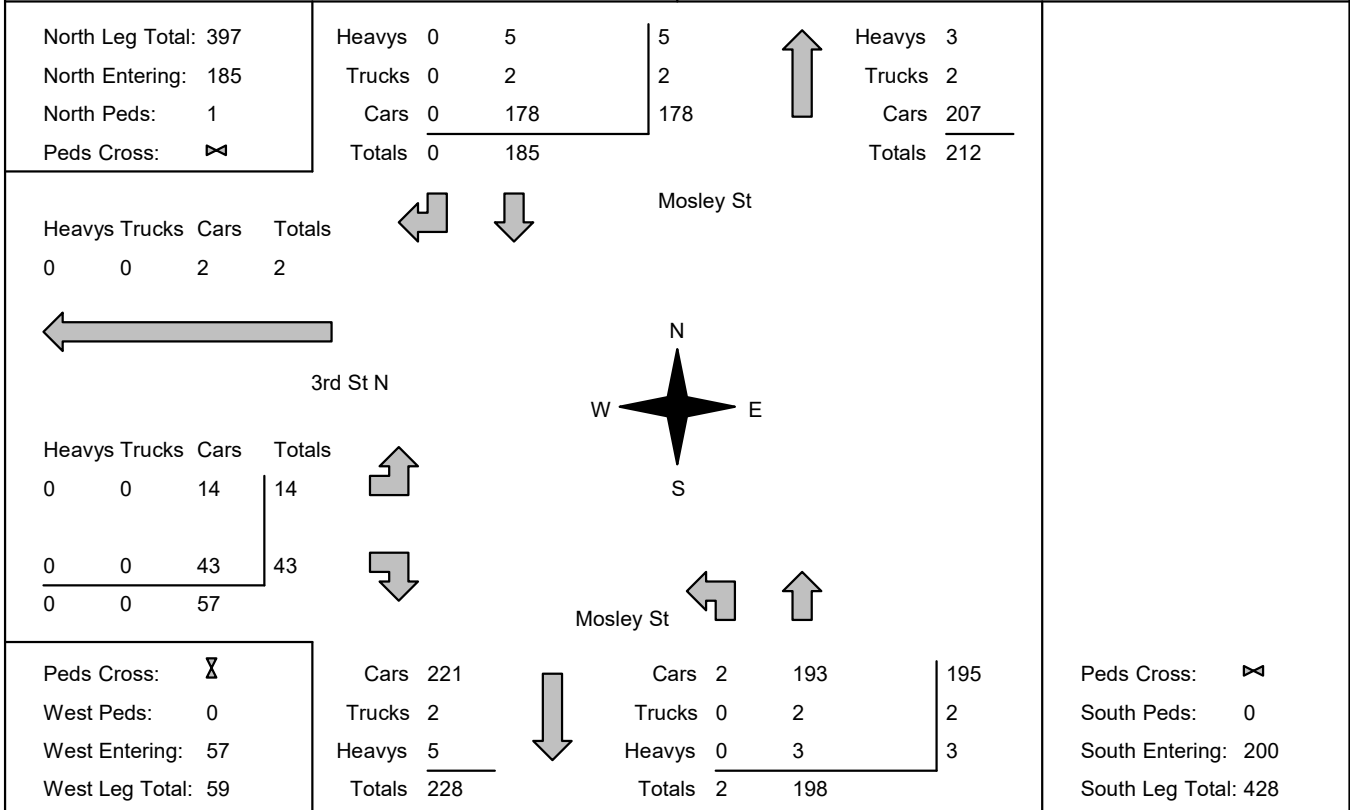 North Leg Total: 397
North Entering: 185
North Peds: 1
Peds Cross:
Heavys 0 5 5
Trucks 0 2 2
Cars 0 178 178
Totals 0 185
Heavys 3
Trucks 2
Cars 207
Totals 212
Mosley St
Heavys Trucks Cars Totals
0 0 2 2
3rd St N
N
W E
S
Heavys Trucks Cars Totals
0 0 14 14
0 0 43 43
0 0 57
Mosley St
Peds Cross:
West Peds: 0
West Entering: 57
West Leg Total: 59
Cars 221
Trucks 2
Heavys 5
Totals 228
Cars 2 193 195
Trucks 0 2 2
Heavys 0 3 3
Totals 2 198
Peds Cross:
South Peds: 0
South Entering: 200
South Leg Total: 428